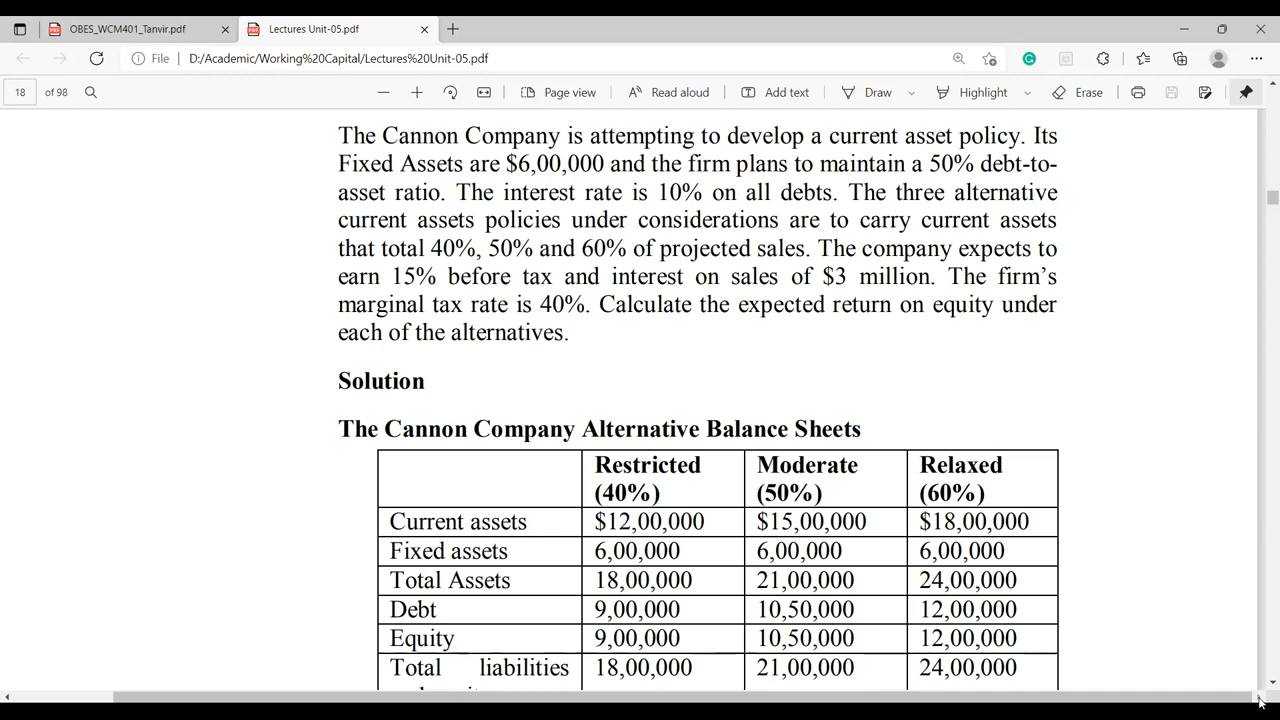 OBES_WCM401_Tanvir.pdf
Lectures Unit-05.pdf
File D:/Academic/Working%20Capital/Lectures%20Unit-05.pdf
18 of 98 Page view Read aloud Add text Draw Highlight Erase
The Cannon Company is attempting to develop a current asset policy. Its
Fixed Assets are $6,00,000 and the firm plans to maintain a 50% debt-to-
asset ratio. The interest rate is 10% on all debts. The three alternative
current assets policies under considerations are to carry current assets
that total 40%, 50% and 60% of projected sales. The company expects to
earn 15% before tax and interest on sales of $3 million. The firm's
marginal tax rate is 40%. Calculate the expected return on equity under
each of the alternatives.
Solution
The Cannon Company Alternative Balance Sheets
Restricted (40%) Moderate (50%) Relaxed (60%)
Current assets $12,00,000 $15,00,000 $18,00,000
Fixed assets 6,00,000 6,00,000 6,00,000
Total Assets 18,00,000 21,00,000 24,00,000
Debt 9,00,000 10,50,000 12,00,000
Equity 9,00,000 10,50,000 12,00,000
Total liabilities 18,00,000 21,00,000 24,00,000